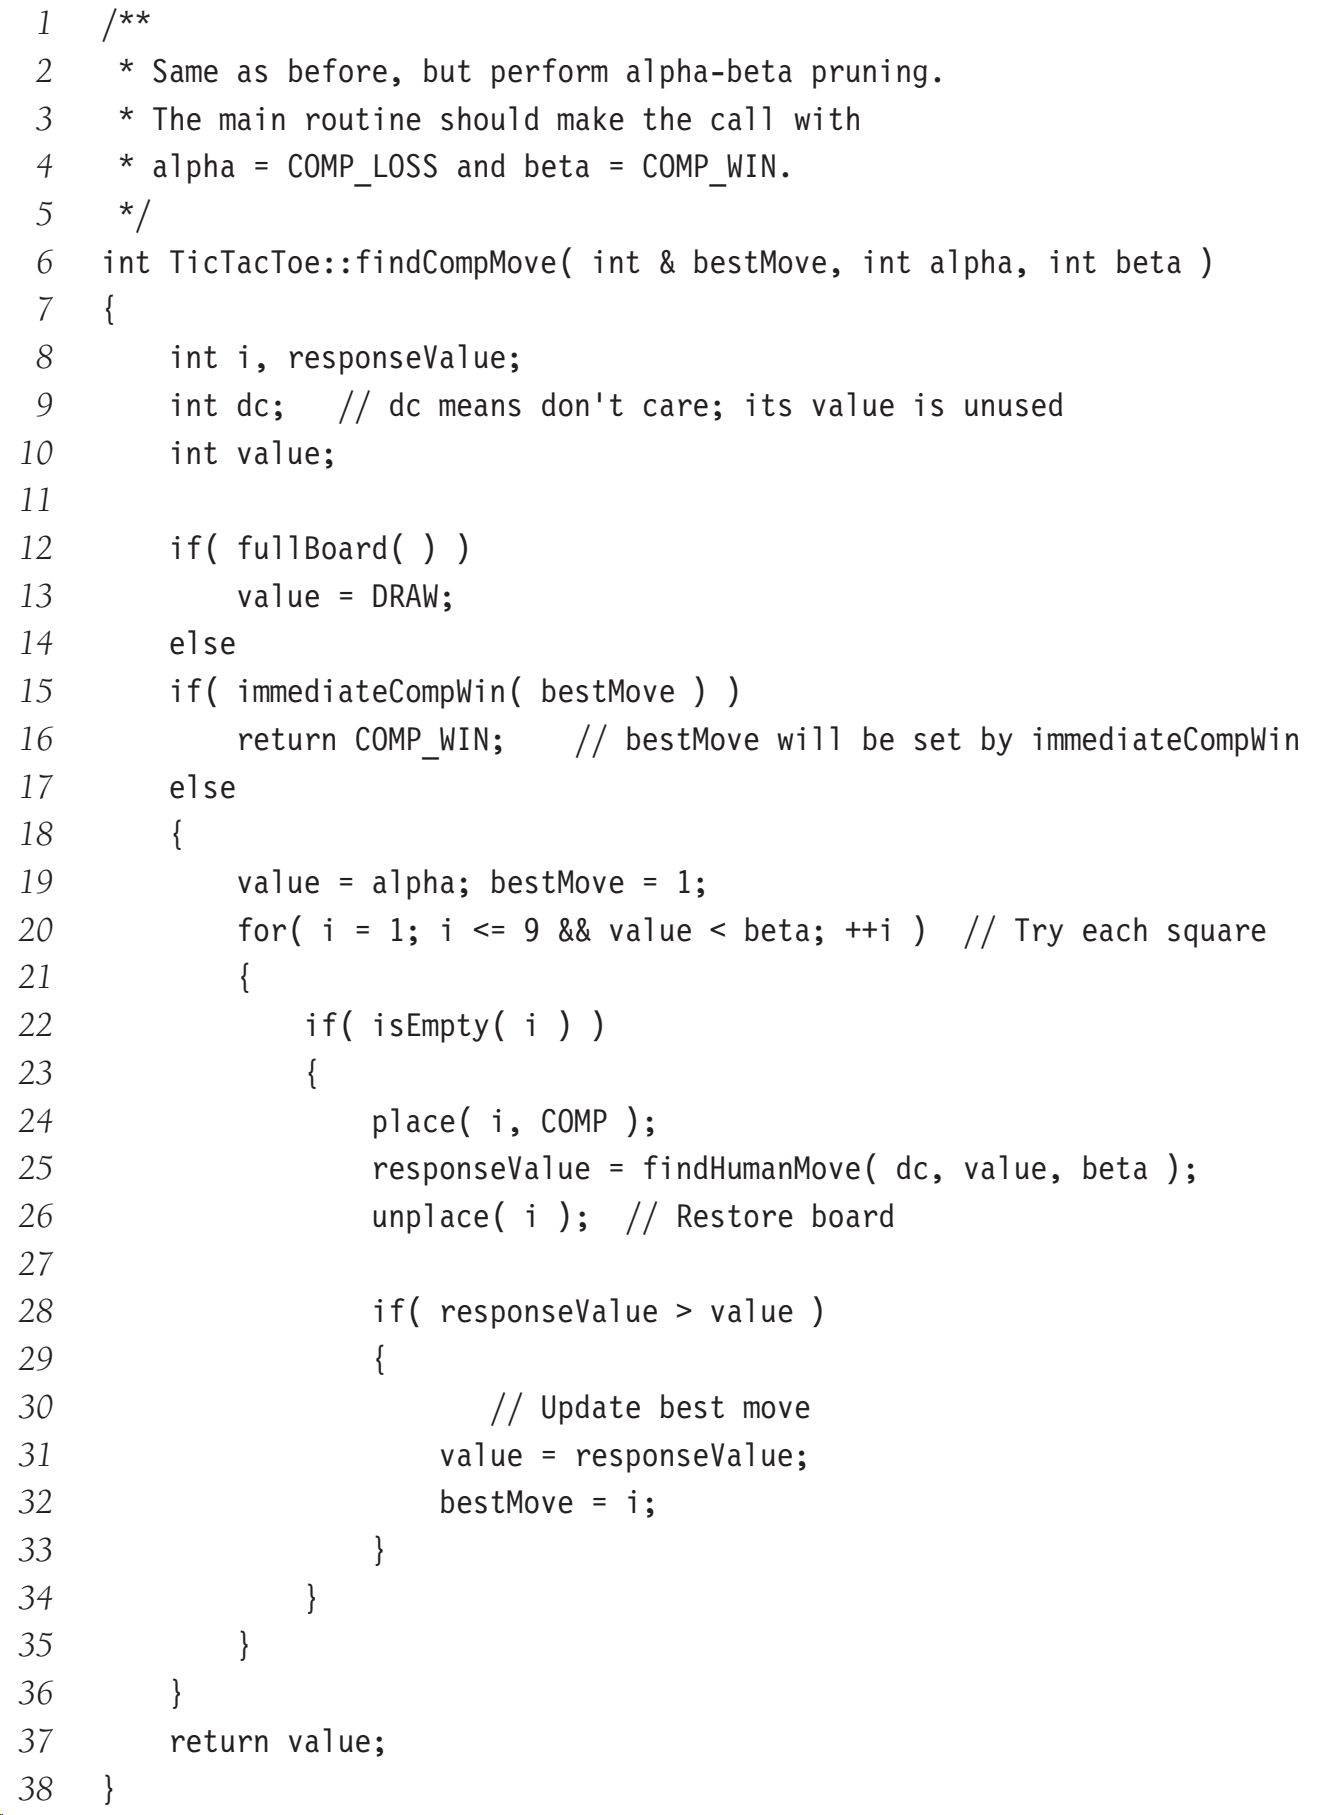 1 /**
2 * Same as before, but perform alpha-beta pruning.
3 * The main routine should make the call with
4 * alpha = COMP_LOSS and beta = COMP_WIN.
5 */
6 int TicTacToe::findCompMove( int & bestMove, int alpha, int beta )
7 {
8 int i, responseValue;
9 int dc; // dc means don't care; its value is unused
10 int value;
11
12 if( fullBoard( ) )
13 value = DRAW;
14 else
15 if( immediateCompWin( bestMove ) )
16 return COMP_WIN; // bestMove will be set by immediateCompWin
17 else
18 {
19 value = alpha; bestMove = 1;
20 for( i = 1; i <= 9 && value < beta; ++i ) // Try each square
21 {
22 if( isEmpty( i ) )
23 {
24 place( i, COMP );
25 responseValue = findHumanMove( dc, value, beta );
26 unplace( i ); // Restore board
27
28 if( responseValue > value )
29 {
30 // Update best move
31 value = responseValue;
32 bestMove = i;
33 }
34 }
35 }
36 }
37 return value;
38 }